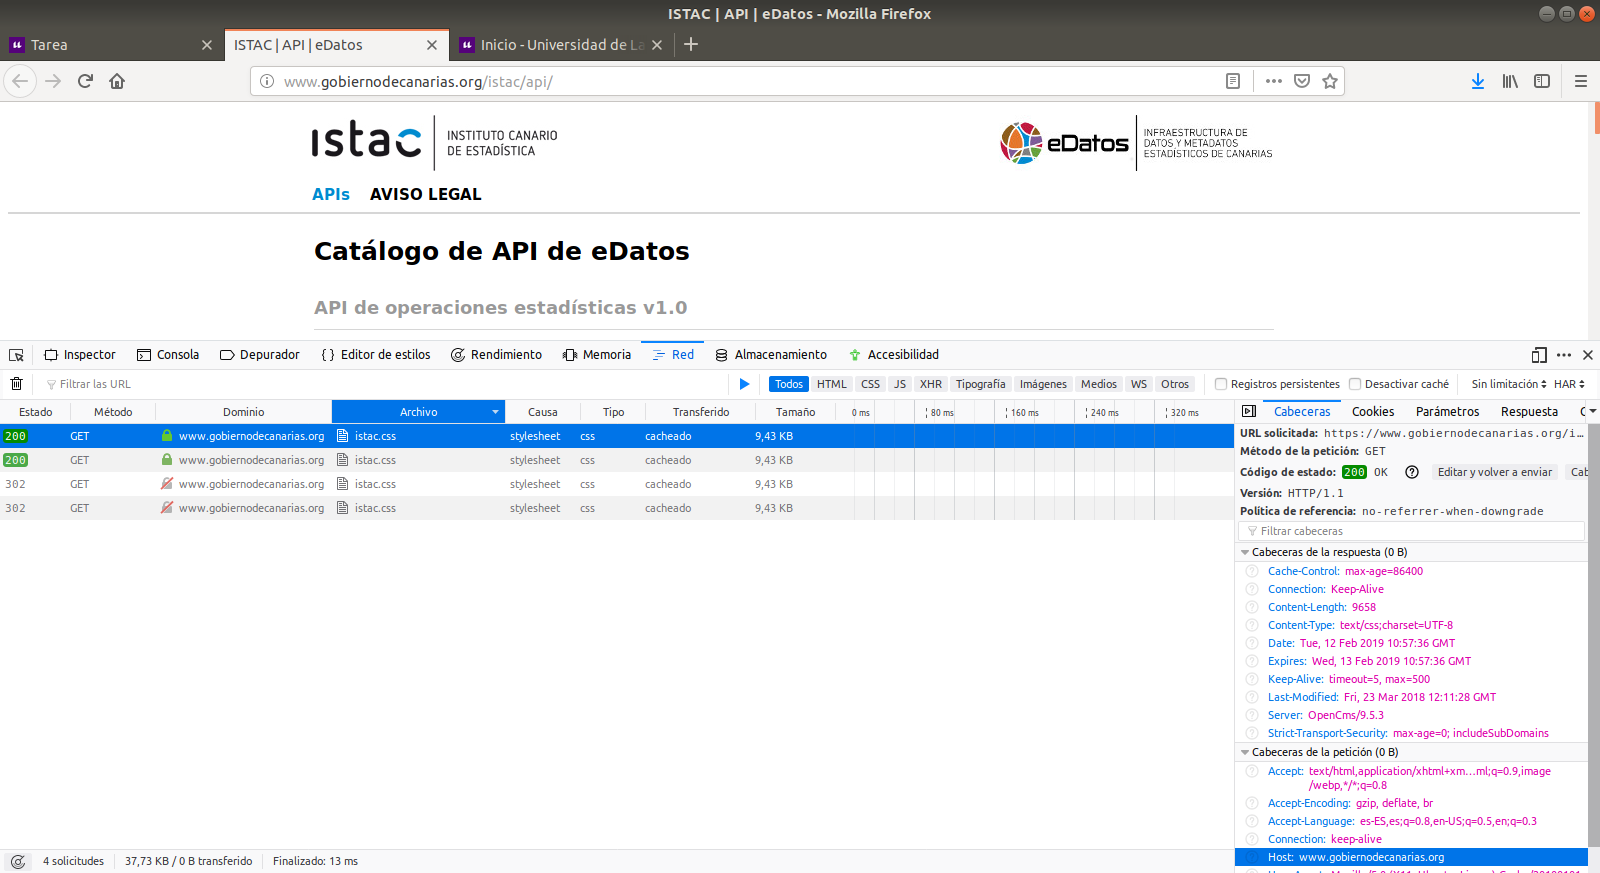 ISTAC | API | eDatos - Mozilla Firefox
Tarea
ISTAC | API | eDatos
Inicio - Universidad de La
www.gobiernodecanarias.org/istac/api/
istac
INSTITUTO CANARIO
DE ESTADÍSTICA
eDatos
INFRAESTRUCTURA DE
DATOS Y METADATOS
ESTADÍSTICOS DE CANARIAS
APIs AVISO LEGAL
Catálogo de API de eDatos
API de operaciones estadísticas v1.0
Inspector Consola Depurador Editor de estilos Rendimiento Memoria Red Almacenamiento Accesibilidad
Filtrar las URL
Todos HTML CSS JS XHR Tipografía Imágenes Medios WS Otros Registros persistentes Desactivar caché Sin limitación HAR
Estado Método Dominio Archivo Causa Tipo Transferido Tamaño 0 ms 80 ms 160 ms 240 ms 320 ms
200 GET www.gobiernodecanarias.org istac.css stylesheet css cacheado 9,43 KB
200 GET www.gobiernodecanarias.org istac.css stylesheet css cacheado 9,43 KB
302 GET www.gobiernodecanarias.org istac.css stylesheet css cacheado 9,43 KB
302 GET www.gobiernodecanarias.org istac.css stylesheet css cacheado 9,43 KB
Cabeceras Cookies Parámetros Respuesta
URL solicitada: https://www.gobiernodecanarias.org/i...
Método de la petición: GET
Código de estado: 200 OK Editar y volver a enviar Cab
Versión: HTTP/1.1
Política de referencia: no-referrer-when-downgrade
Filtrar cabeceras
Cabeceras de la respuesta (0 B)
Cache-Control: max-age=86400
Connection: Keep-Alive
Content-Length: 9658
Content-Type: text/css;charset=UTF-8
Date: Tue, 12 Feb 2019 10:57:36 GMT
Expires: Wed, 13 Feb 2019 10:57:36 GMT
Keep-Alive: timeout=5, max=500
Last-Modified: Fri, 23 Mar 2018 12:11:28 GMT
Server: OpenCms/9.5.3
Strict-Transport-Security: max-age=0; includeSubDomains
Cabeceras de la petición (0 B)
Accept: text/html,application/xhtml+xm...ml;q=0.9,image
/webp,*/*;q=0.8
Accept-Encoding: gzip, deflate, br
Accept-Language: es-ES,es;q=0.8,en-US;q=0.5,en;q=0.3
Connection: keep-alive
Host: www.gobiernodecanarias.org
4 solicitudes 37,73 KB / 0 B transferido Finalizado: 13 ms